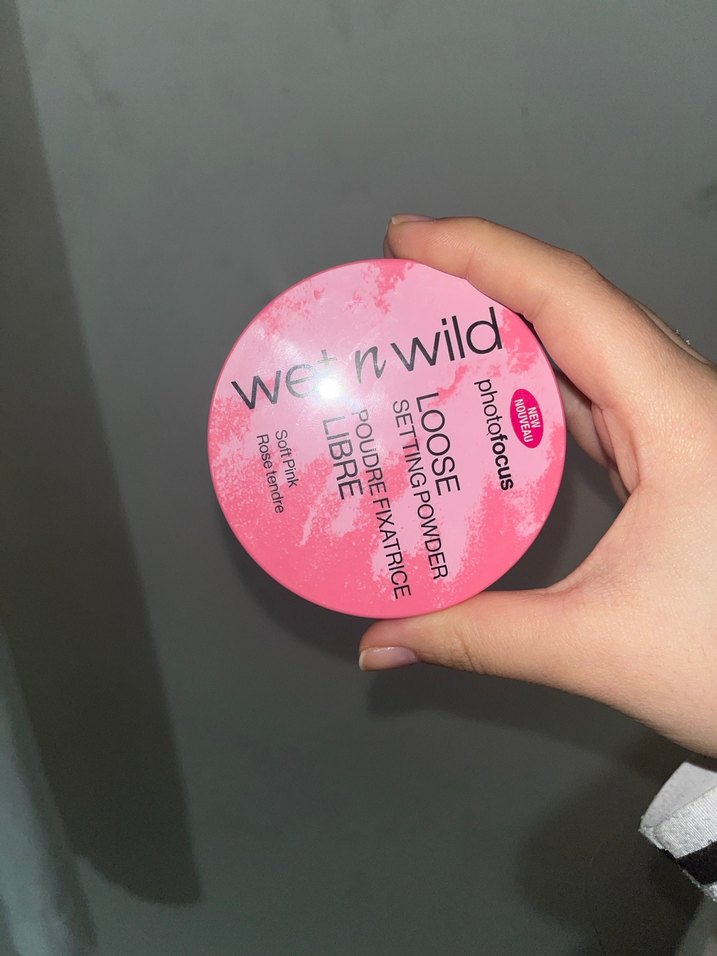 wet n wild
NEW
NOUVEAU
photofocus
LOOSE
SETTING POWDER
POUDRE FIXATRICE
LIBRE
Soft Pink
Rose tendre